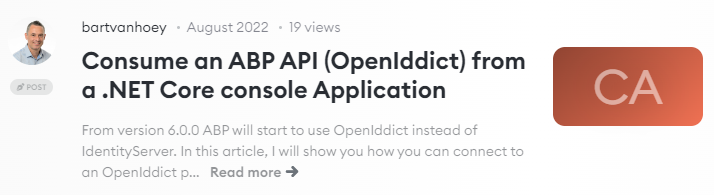 bartvanhoey • August 2022 • 19 views
Consume an ABP API (OpenIddict) from
a .NET Core console Application
POST
CA
From version 6.0.0 ABP will start to use OpenIddict instead of
IdentityServer. In this article, I will show you how you can connect to
an OpenIddict p... Read more →